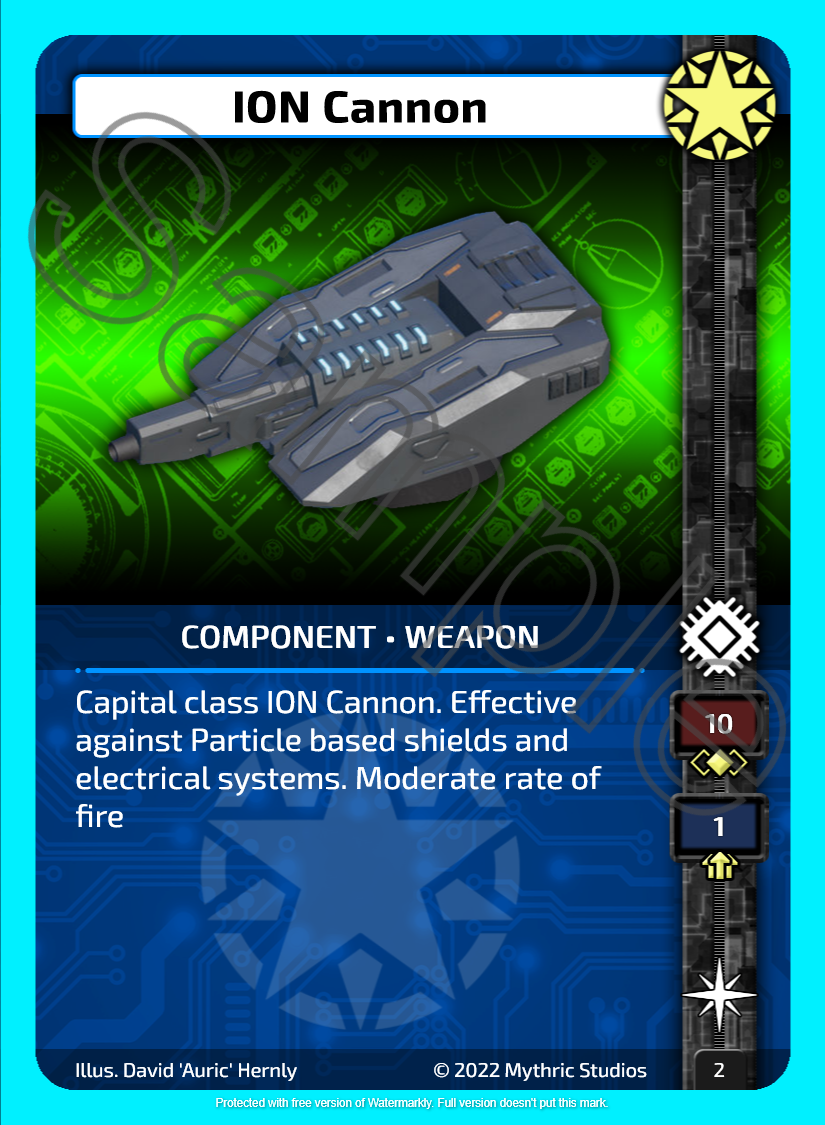 ION Cannon
Sample
COMPONENT • WEAPON
Capital class ION Cannon. Effective
against Particle based shields and
electrical systems. Moderate rate of
fire
10
1
Illus. David 'Auric' Hernly
© 2022 Mythric Studios
2
Protected with free version of Watermarkly. Full version doesn't put this mark.